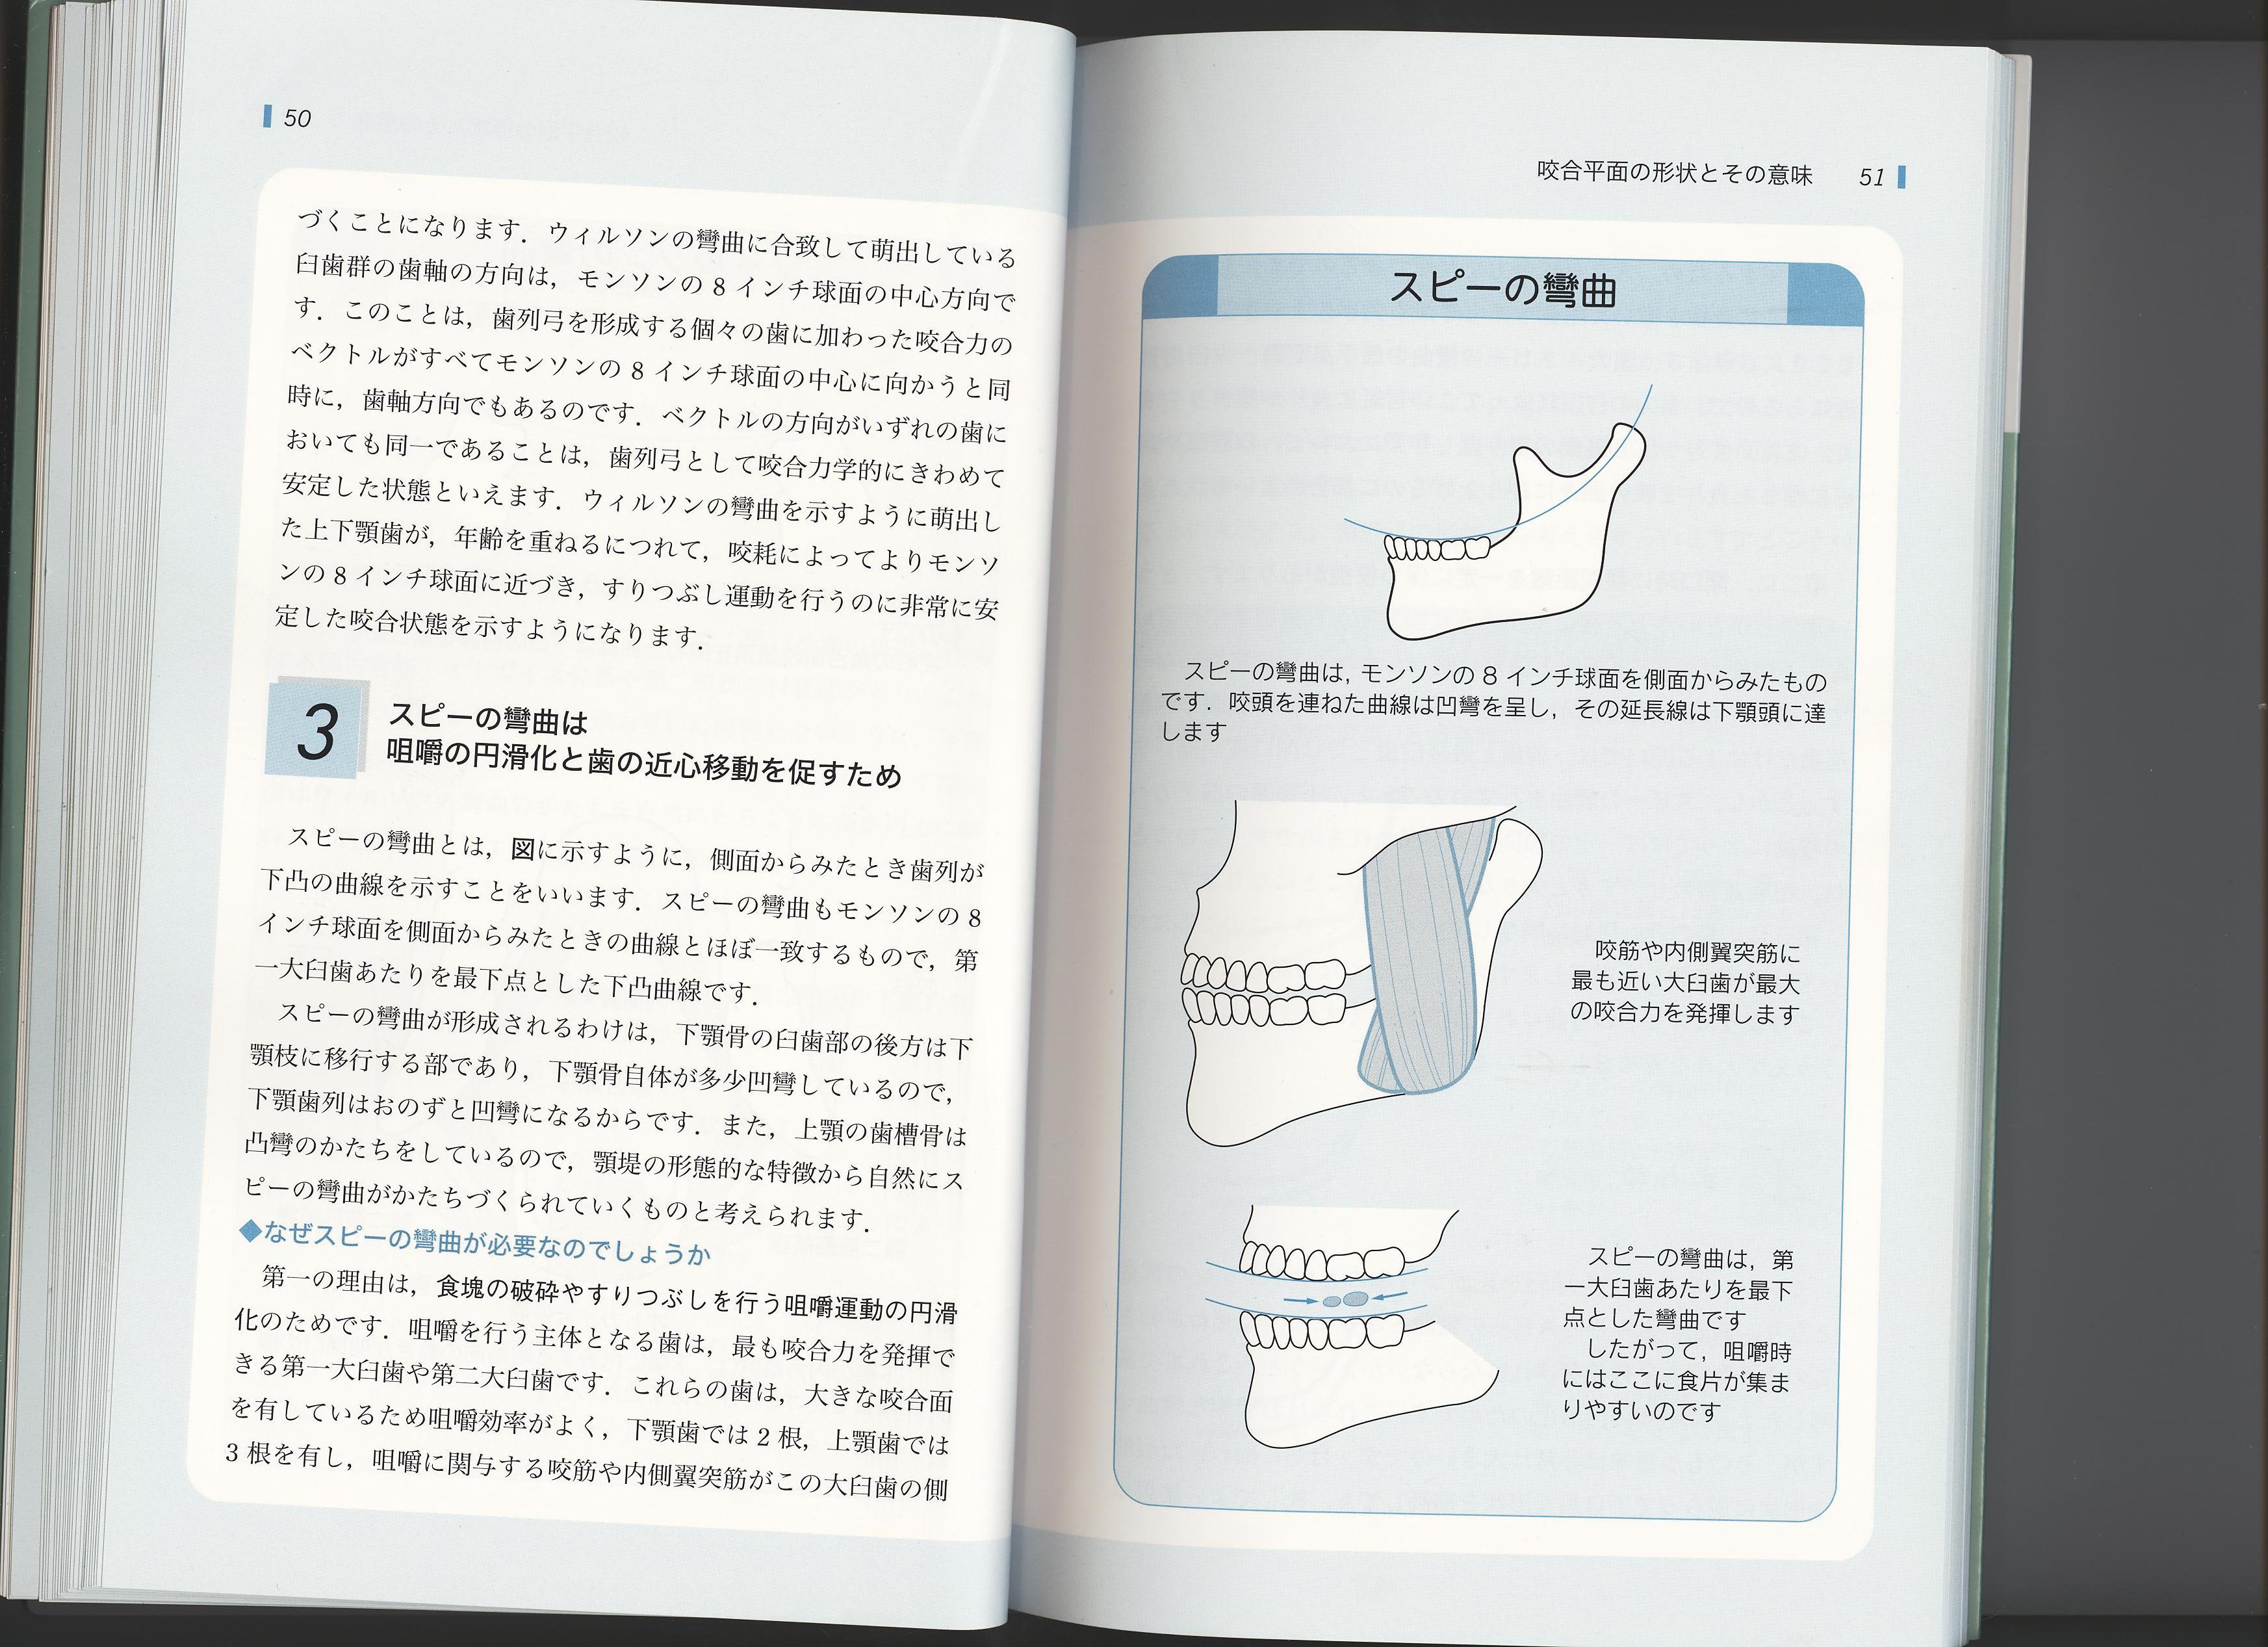 50
づくことになります．ウィルソンの彎曲に合致して萌出している
臼歯群の歯軸の方向は，モンソンの 8 インチ球面の中心方向で
す．このことは，歯列弓を形成する個々の歯に加わった咬合力の
ベクトルがすべてモンソンの 8 インチ球面の中心に向かうと同
時に，歯軸方向でもあるのです．ベクトルの方向がいずれの歯に
おいても同一であることは，歯列弓として咬合力学的にきわめて
安定した状態といえます．ウィルソンの彎曲を示すように萌出し
た上下顎歯が，年齢を重ねるにつれて，咬耗によってよりモンソ
ンの 8 インチ球面に近づき，すりつぶし運動を行うのに非常に安
定した咬合状態を示すようになります．
3
スピーの彎曲は
咀嚼の円滑化と歯の近心移動を促すため
スピーの彎曲とは，図に示すように，側面からみたとき歯列が
下凸の曲線を示すことをいいます．スピーの彎曲もモンソンの 8
インチ球面を側面からみたときの曲線とほぼ一致するもので，第
一大臼歯あたりを最下点とした下凸曲線です．
スピーの彎曲が形成されるわけは，下顎骨の臼歯部の後方は下
顎枝に移行する部であり，下顎骨自体が多少凹彎しているので，
下顎歯列はおのずと凹彎になるからです．また，上顎の歯槽骨は
凸彎のかたちをしているので，顎堤の形態的な特徴から自然にス
ピーの彎曲がかたちづくられていくものと考えられます．
◆なぜスピーの彎曲が必要なのでしょうか
第一の理由は，食塊の破砕やすりつぶしを行う咀嚼運動の円滑
化のためです．咀嚼を行う主体となる歯は，最も咬合力を発揮で
きる第一大臼歯や第二大臼歯です．これらの歯は，大きな咬合面
を有しているため咀嚼効率がよく，下顎歯では 2 根，上顎歯では
3 根を有し，咀嚼に関与する咬筋や内側翼突筋がこの大臼歯の側
咬合平面の形状とその意味 51
スピーの彎曲
スピーの彎曲は，モンソンの 8 インチ球面を側面からみたもの
です．咬頭を連ねた曲線は凹彎を呈し，その延長線は下顎頭に達
します
咬筋や内側翼突筋に
最も近い大臼歯が最大
の咬合力を発揮します
スピーの彎曲は，第
一大臼歯あたりを最下
点とした彎曲です
したがって，咀嚼時
にはここに食片が集ま
りやすいのです